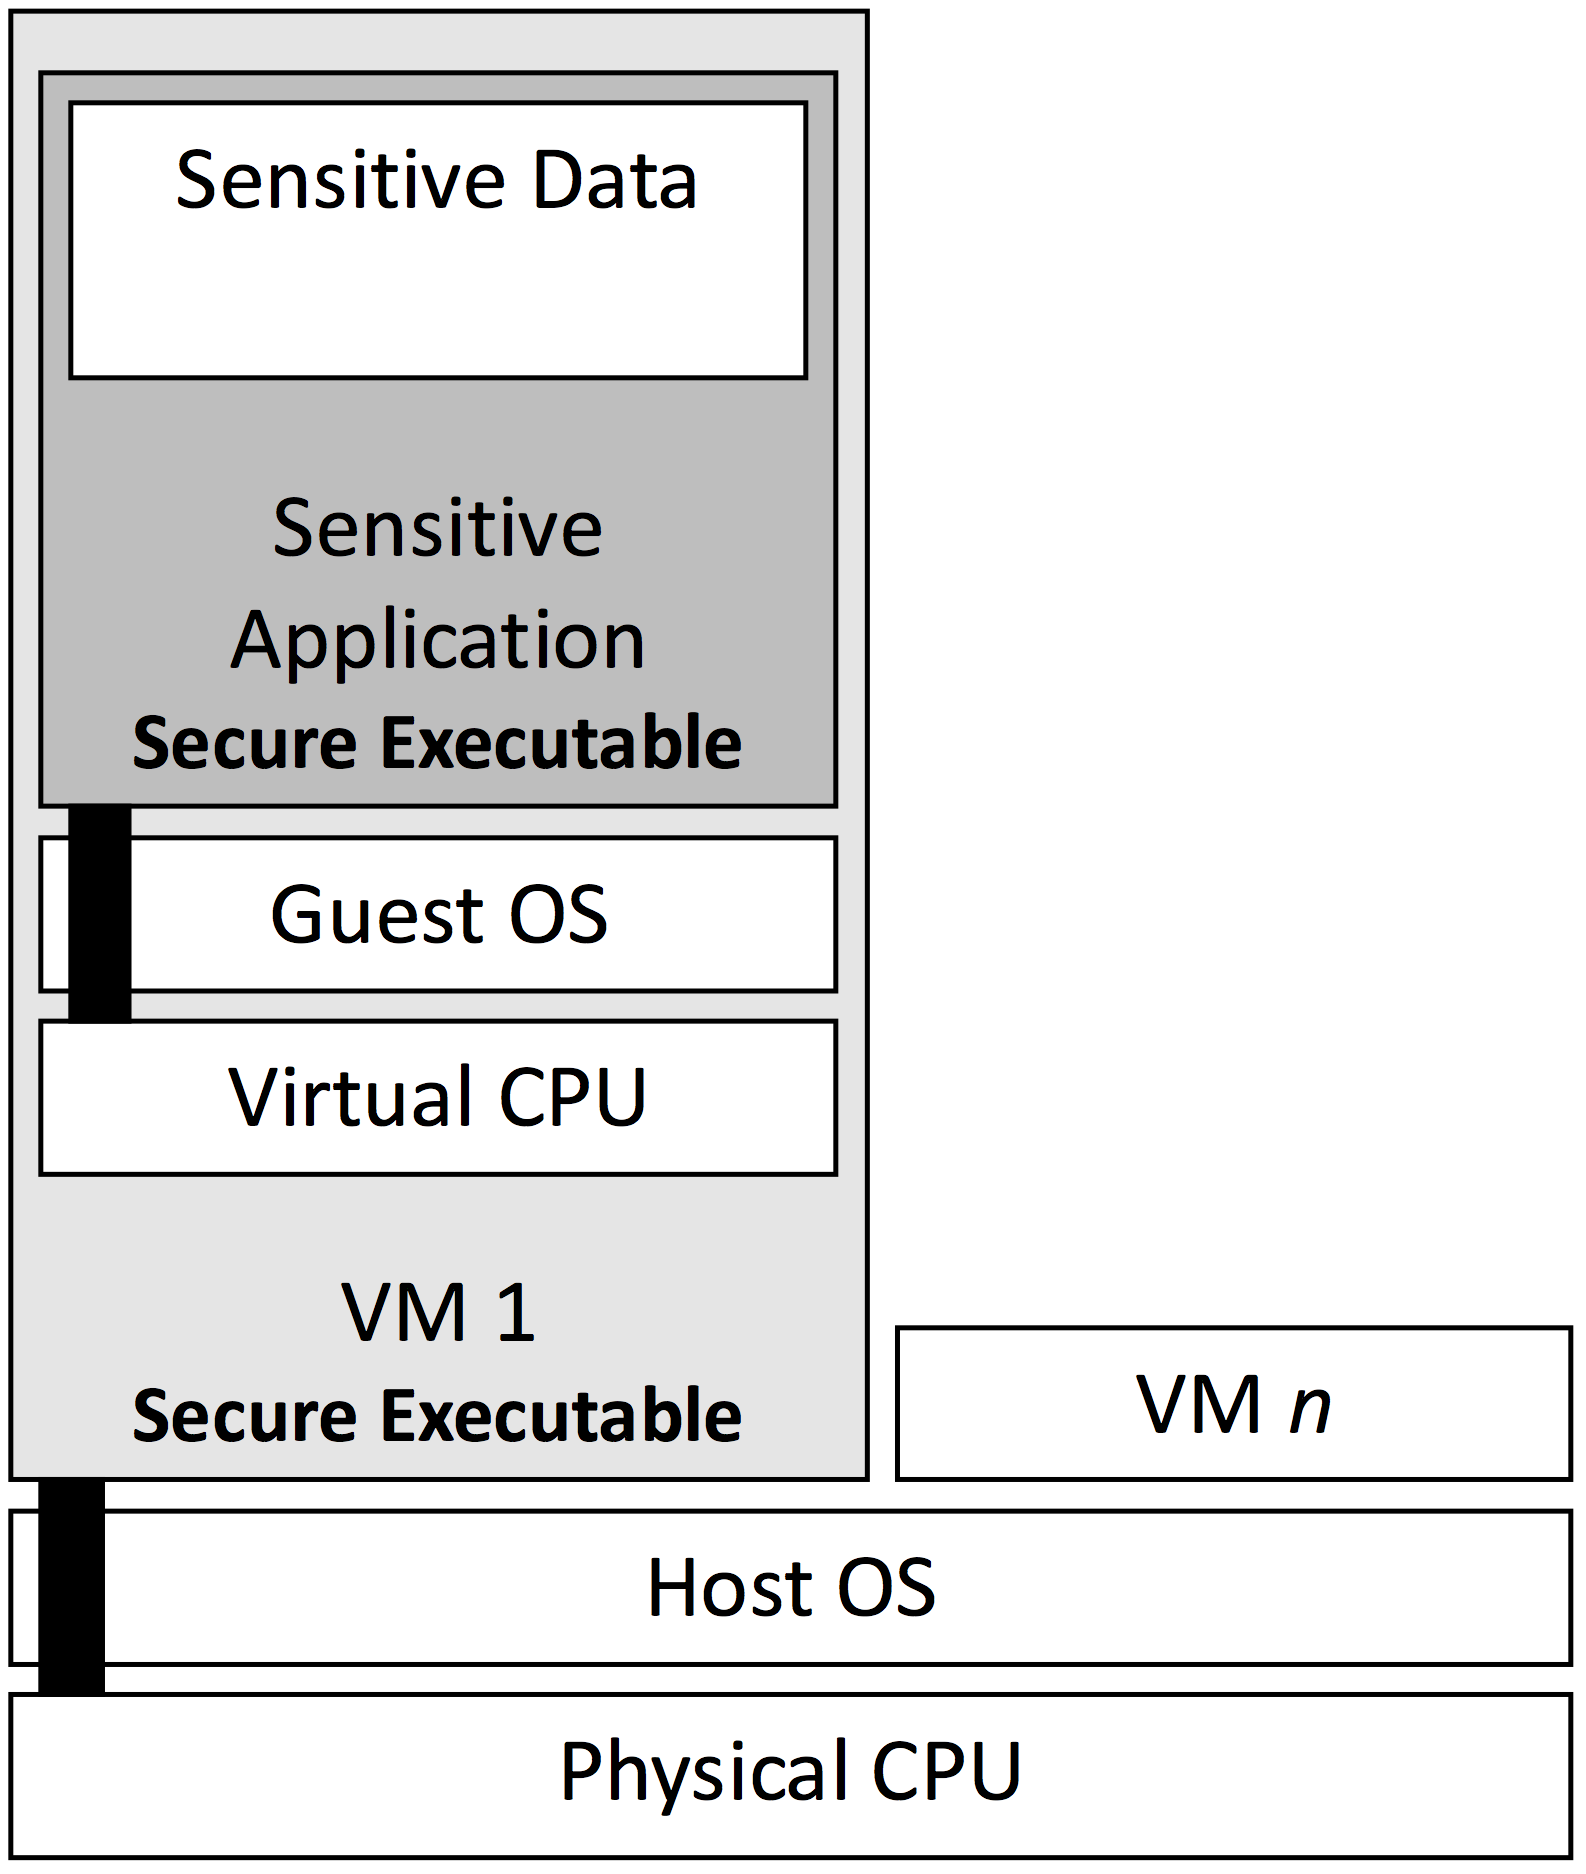 Sensitive Data
Sensitive
Application
Secure Executable
Guest OS
Virtual CPU
VM 1
Secure Executable
VM n
Host OS
Physical CPU